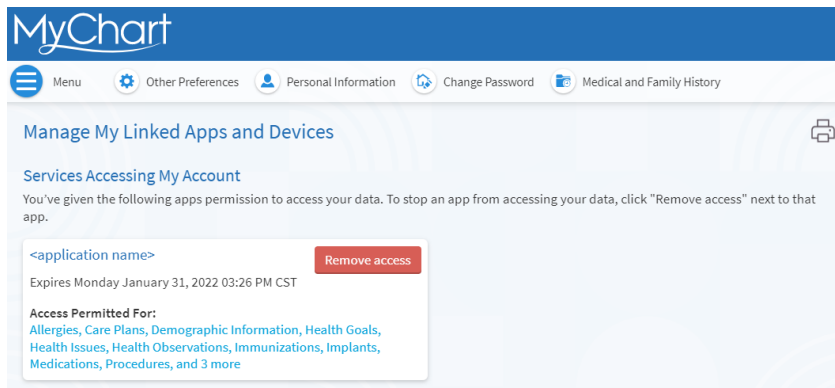 MyChart
Menu Other Preferences Personal Information Change Password Medical and Family History
Manage My Linked Apps and Devices
Services Accessing My Account
You've given the following apps permission to access your data. To stop an app from accessing your data, click "Remove access" next to that
app.
<application name> Remove access
Expires Monday January 31, 2022 03:26 PM CST
Access Permitted For:
Allergies, Care Plans, Demographic Information, Health Goals,
Health Issues, Health Observations, Immunizations, Implants,
Medications, Procedures, and 3 more